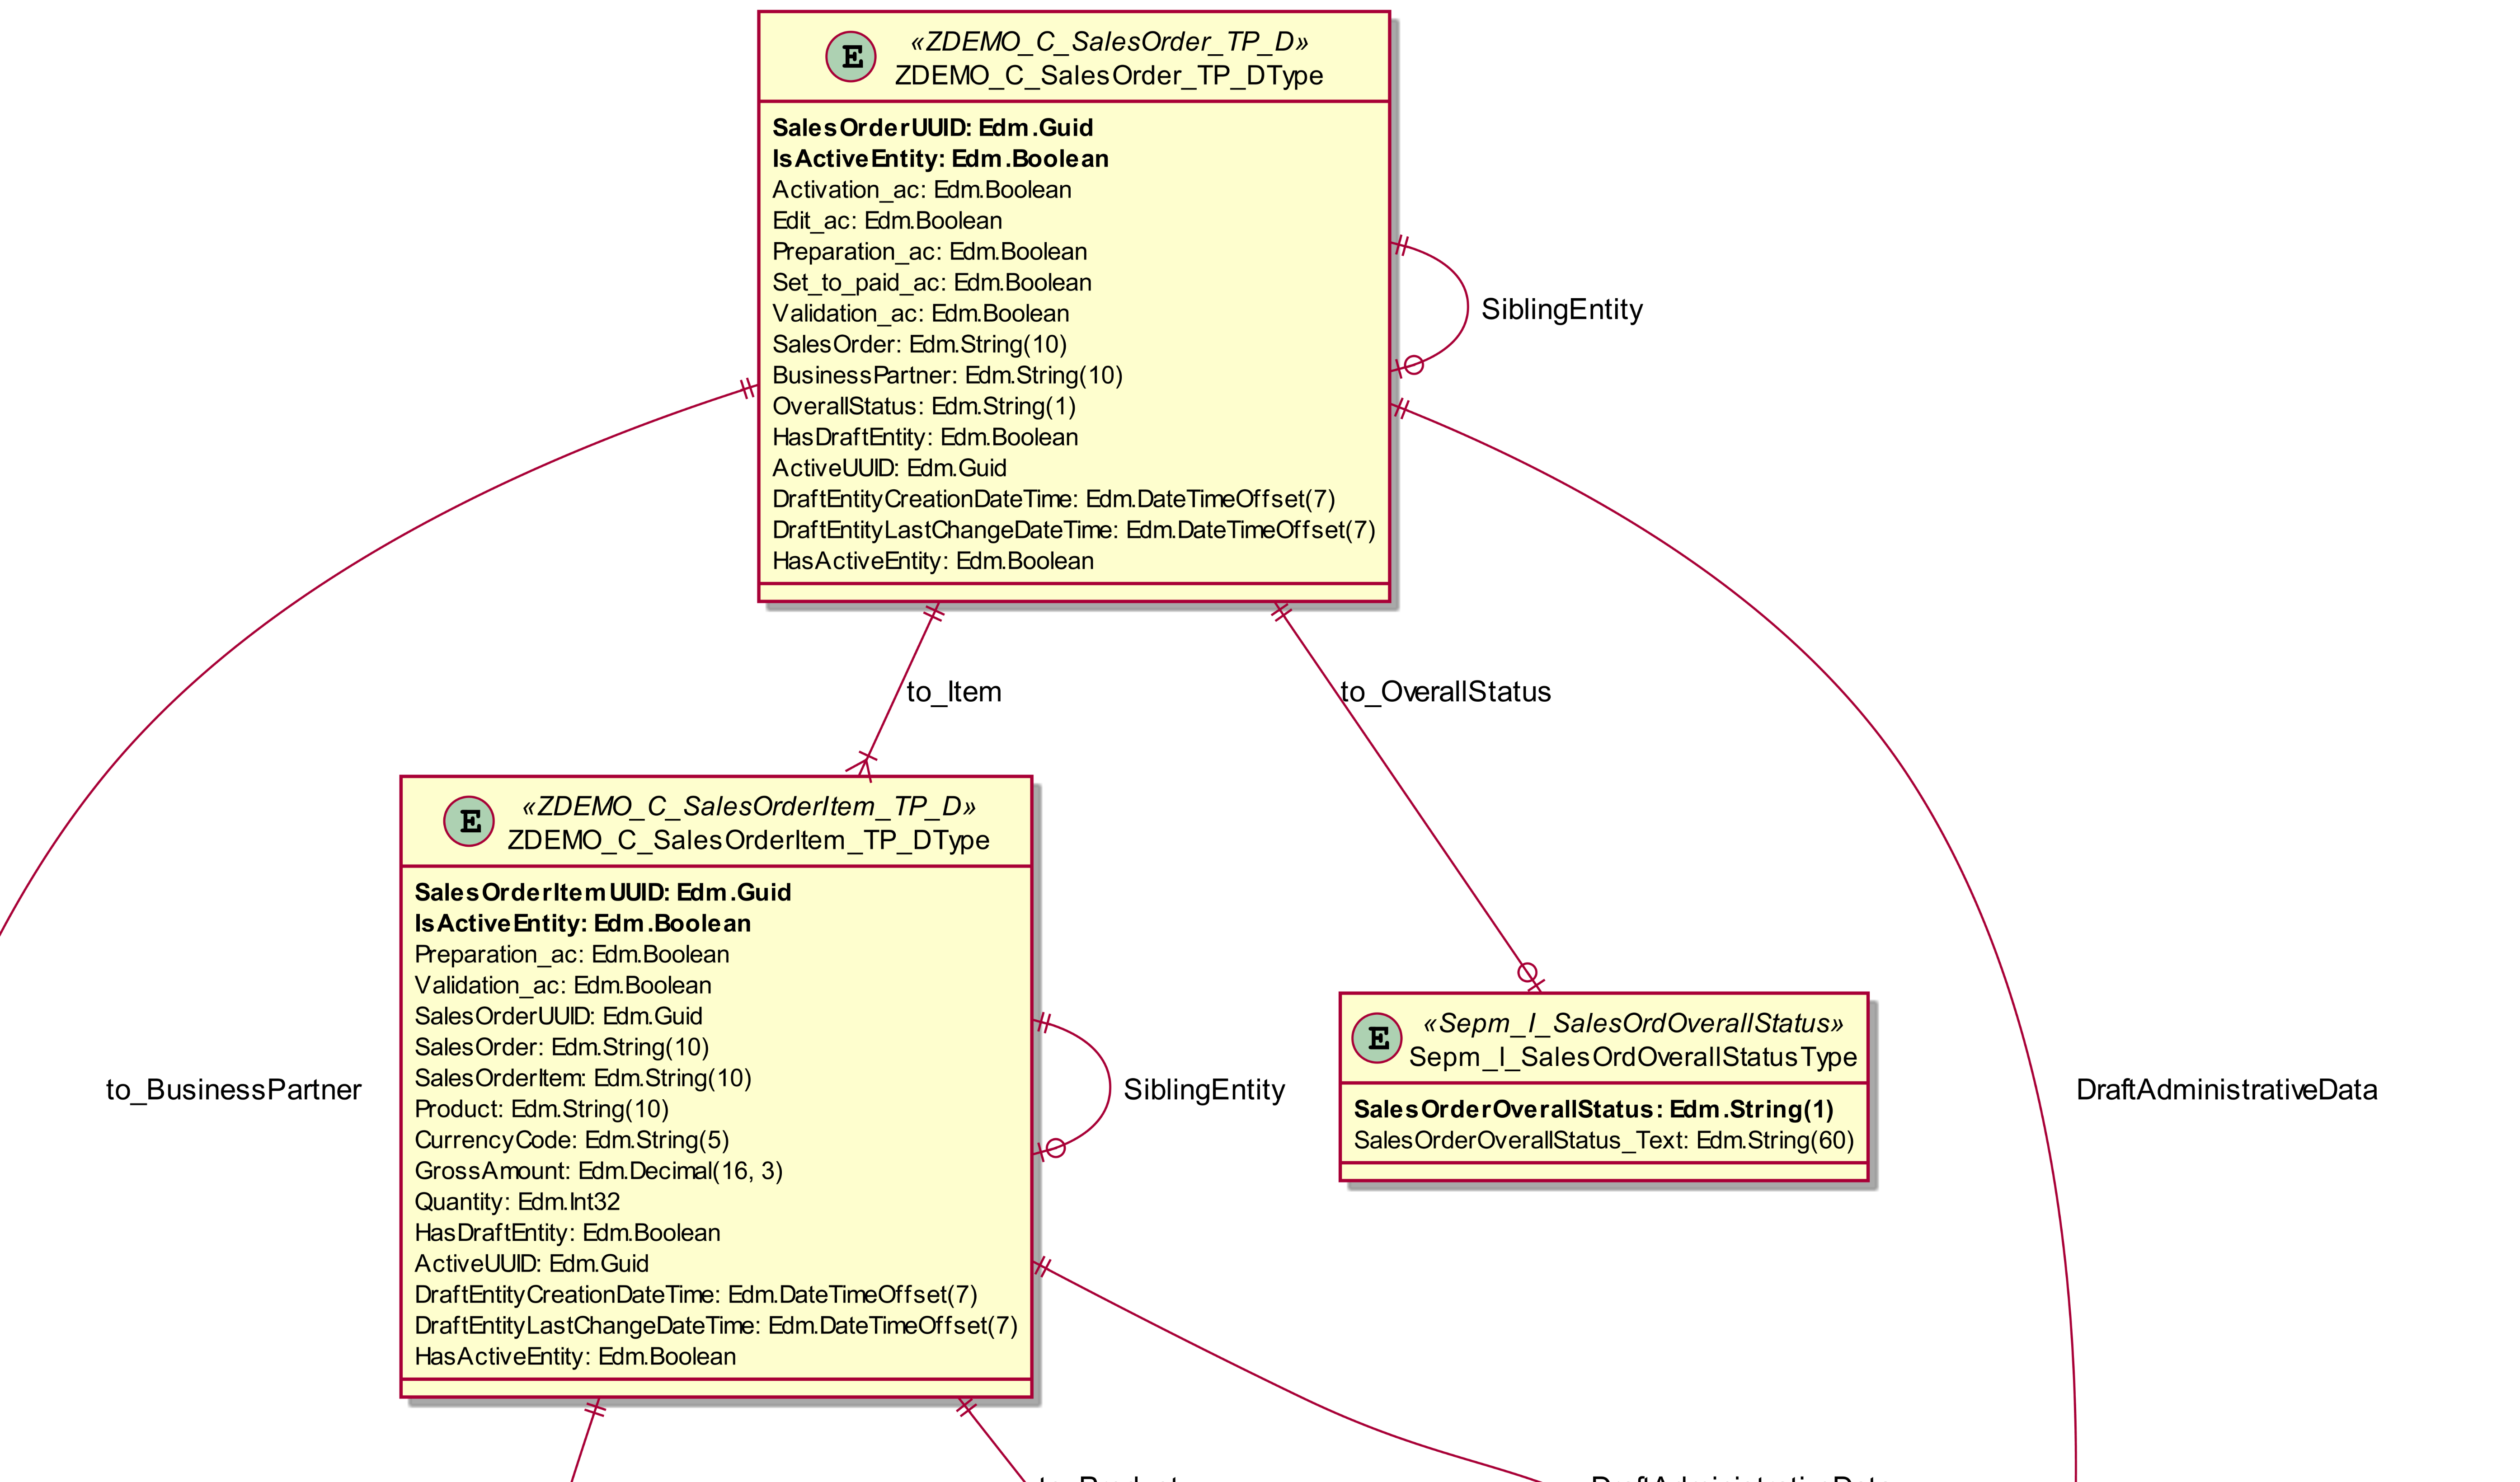 E
«ZDEMO_C_SalesOrder_TP_D»
ZDEMO_C_SalesOrder_TP_DType
SalesOrderUUID: Edm.Guid
IsActiveEntity: Edm.Boolean
Activation_ac: Edm.Boolean
Edit_ac: Edm.Boolean
Preparation_ac: Edm.Boolean
Set_to_paid_ac: Edm.Boolean
Validation_ac: Edm.Boolean
SalesOrder: Edm.String(10)
BusinessPartner: Edm.String(10)
OverallStatus: Edm.String(1)
HasDraftEntity: Edm.Boolean
ActiveUUID: Edm.Guid
DraftEntityCreationDateTime: Edm.DateTimeOffset(7)
DraftEntityLastChangeDateTime: Edm.DateTimeOffset(7)
HasActiveEntity: Edm.Boolean
SiblingEntity
to_Item
to_OverallStatus
E
«ZDEMO_C_SalesOrderItem_TP_D»
ZDEMO_C_SalesOrderItem_TP_DType
SalesOrderItemUUID: Edm.Guid
IsActiveEntity: Edm.Boolean
Preparation_ac: Edm.Boolean
Validation_ac: Edm.Boolean
SalesOrderUUID: Edm.Guid
SalesOrder: Edm.String(10)
SalesOrderItem: Edm.String(10)
Product: Edm.String(10)
CurrencyCode: Edm.String(5)
GrossAmount: Edm.Decimal(16, 3)
Quantity: Edm.Int32
HasDraftEntity: Edm.Boolean
ActiveUUID: Edm.Guid
DraftEntityCreationDateTime: Edm.DateTimeOffset(7)
DraftEntityLastChangeDateTime: Edm.DateTimeOffset(7)
HasActiveEntity: Edm.Boolean
to_BusinessPartner
SiblingEntity
E
«Sepm_I_SalesOrdOverallStatus»
Sepm_I_SalesOrdOverallStatusType
SalesOrderOverallStatus: Edm.String(1)
SalesOrderOverallStatus_Text: Edm.String(60)
DraftAdministrativeData
to_Product
DraftAdministrativeData